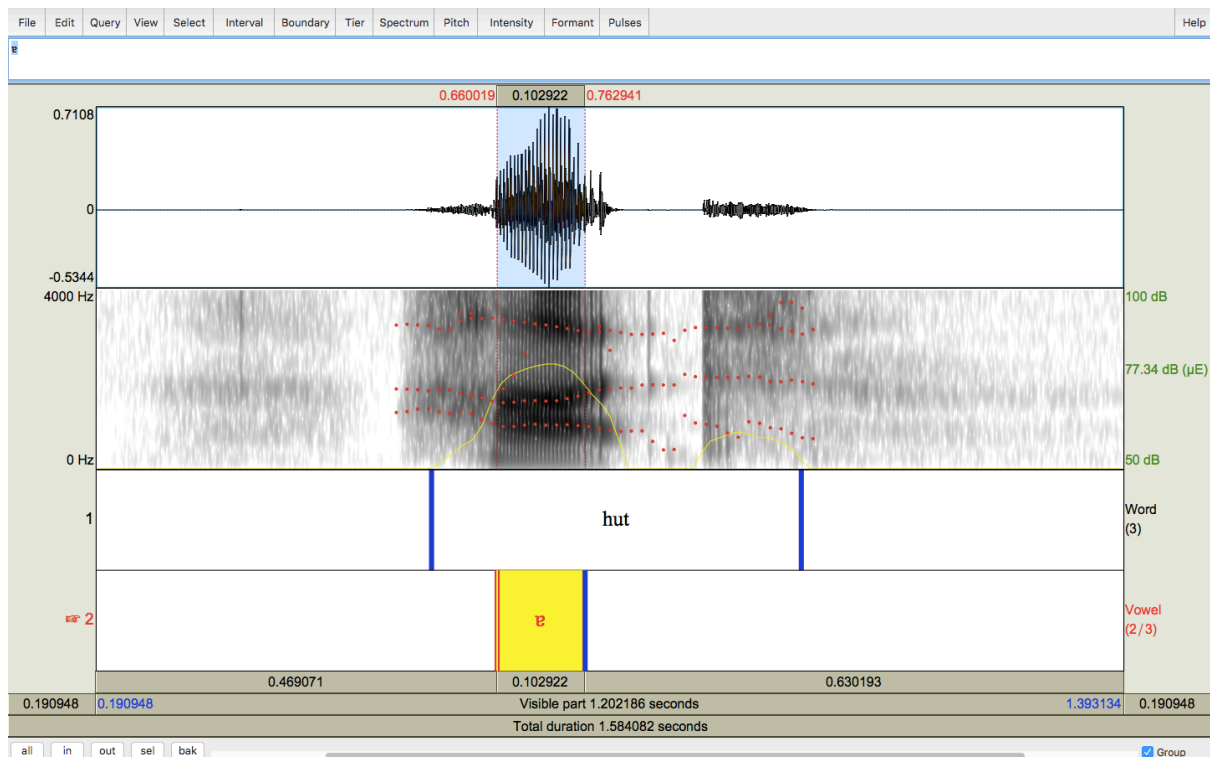 File Edit Query View Select Interval Boundary Tier Spectrum Pitch Intensity Formant Pulses Help
ɐ
0.660019 0.102922 0.762941
0.7108
0
-0.5344
4000 Hz 100 dB
77.34 dB (µE)
0 Hz 50 dB
1 hut Word
(3)
☞ 2 ɐ Vowel
(2 / 3)
0.469071 0.102922 0.630193
0.190948 0.190948 Visible part 1.202186 seconds 1.393134 0.190948
Total duration 1.584082 seconds
all in out sel bak Group